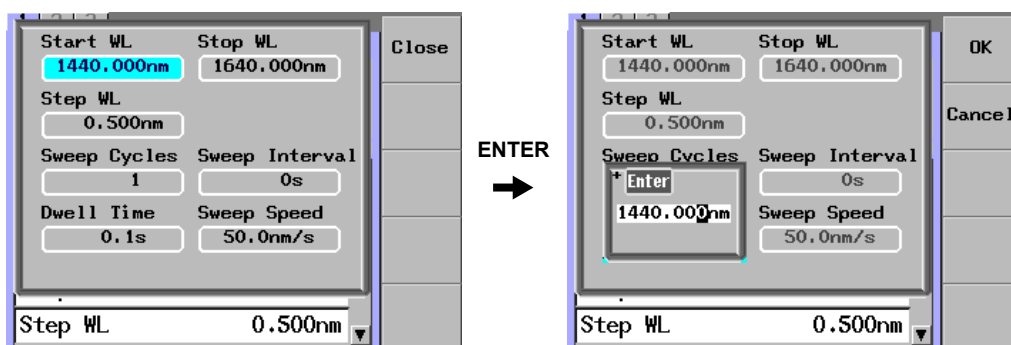 Start WL Stop WL
Close
1440.000nm 1640.000nm
Step WL
0.500nm
Sweep Cycles Sweep Interval
1 0s
Dwell Time Sweep Speed
0.1s 50.0nm/s
Step WL 0.500nm
ENTER
Start WL Stop WL
OK
1440.000nm 1640.000nm
Step WL
Cancel
0.500nm
Sweep Cycles Sweep Interval
Enter
0s
1440.000nm
Sweep Speed
50.0nm/s
Step WL 0.500nm